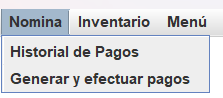 Nomina Inventario Menú
Historial de Pagos
Generar y efectuar pagos